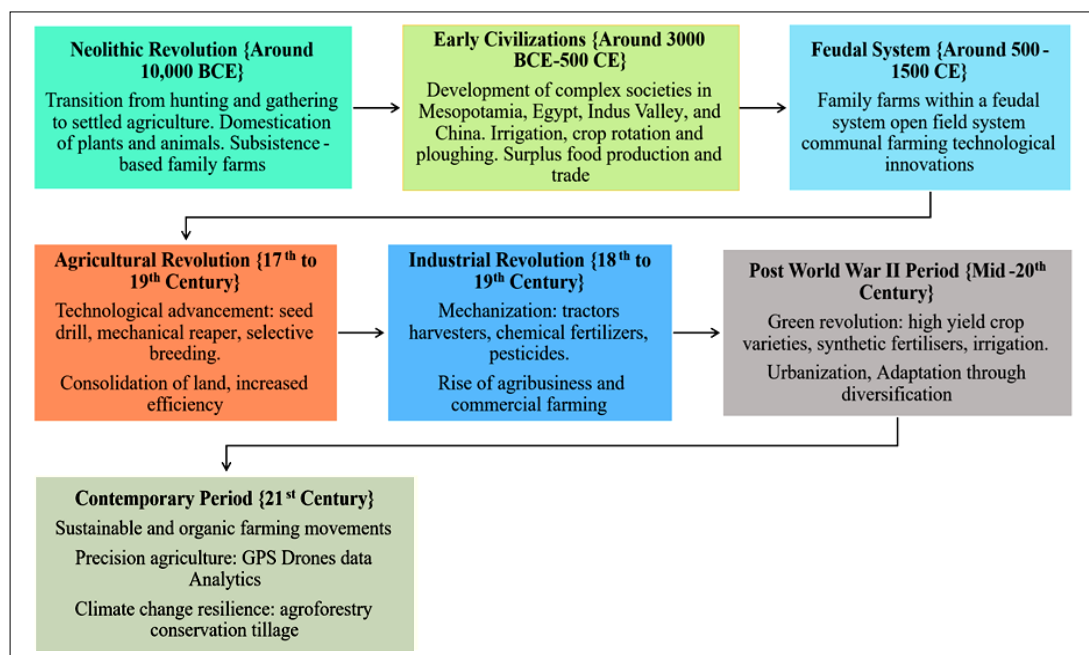 Neolithic Revolution {Around
10,000 BCE}
Transition from hunting and gathering
to settled agriculture. Domestication
of plants and animals. Subsistence-
based family farms
Early Civilizations {Around 3000
BCE-500 CE}
Development of complex societies in
Mesopotamia, Egypt, Indus Valley, and
China. Irrigation, crop rotation and
ploughing. Surplus food production and
trade
Feudal System {Around 500-
1500 CE}
Family farms within a feudal
system open field system
communal farming technological
innovations
Agricultural Revolution {17th to
19th Century}
Technological advancement: seed
drill, mechanical reaper, selective
breeding.
Consolidation of land, increased
efficiency
Industrial Revolution {18th to
19th Century}
Mechanization: tractors
harvesters, chemical fertilizers,
pesticides.
Rise of agribusiness and
commercial farming
Post World War II Period {Mid-20th
Century}
Green revolution: high yield crop
varieties, synthetic fertilisers, irrigation.
Urbanization, Adaptation through
diversification
Contemporary Period {21st Century}
Sustainable and organic farming movements
Precision agriculture: GPS Drones data
Analytics
Climate change resilience: agroforestry
conservation tillage